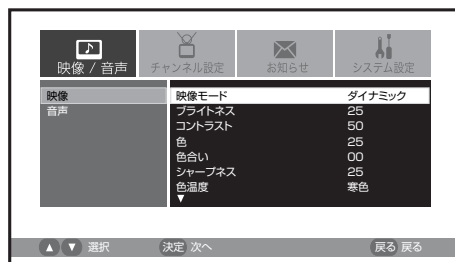 映像 / 音声 チャンネル設定 お知らせ システム設定
映像
音声
映像モード ダイナミック
ブライトネス 25
コントラスト 50
色 25
色合い 00
シャープネス 25
色温度 寒色
▼
▲ ▼ 選択 決定 次へ 戻る 戻る